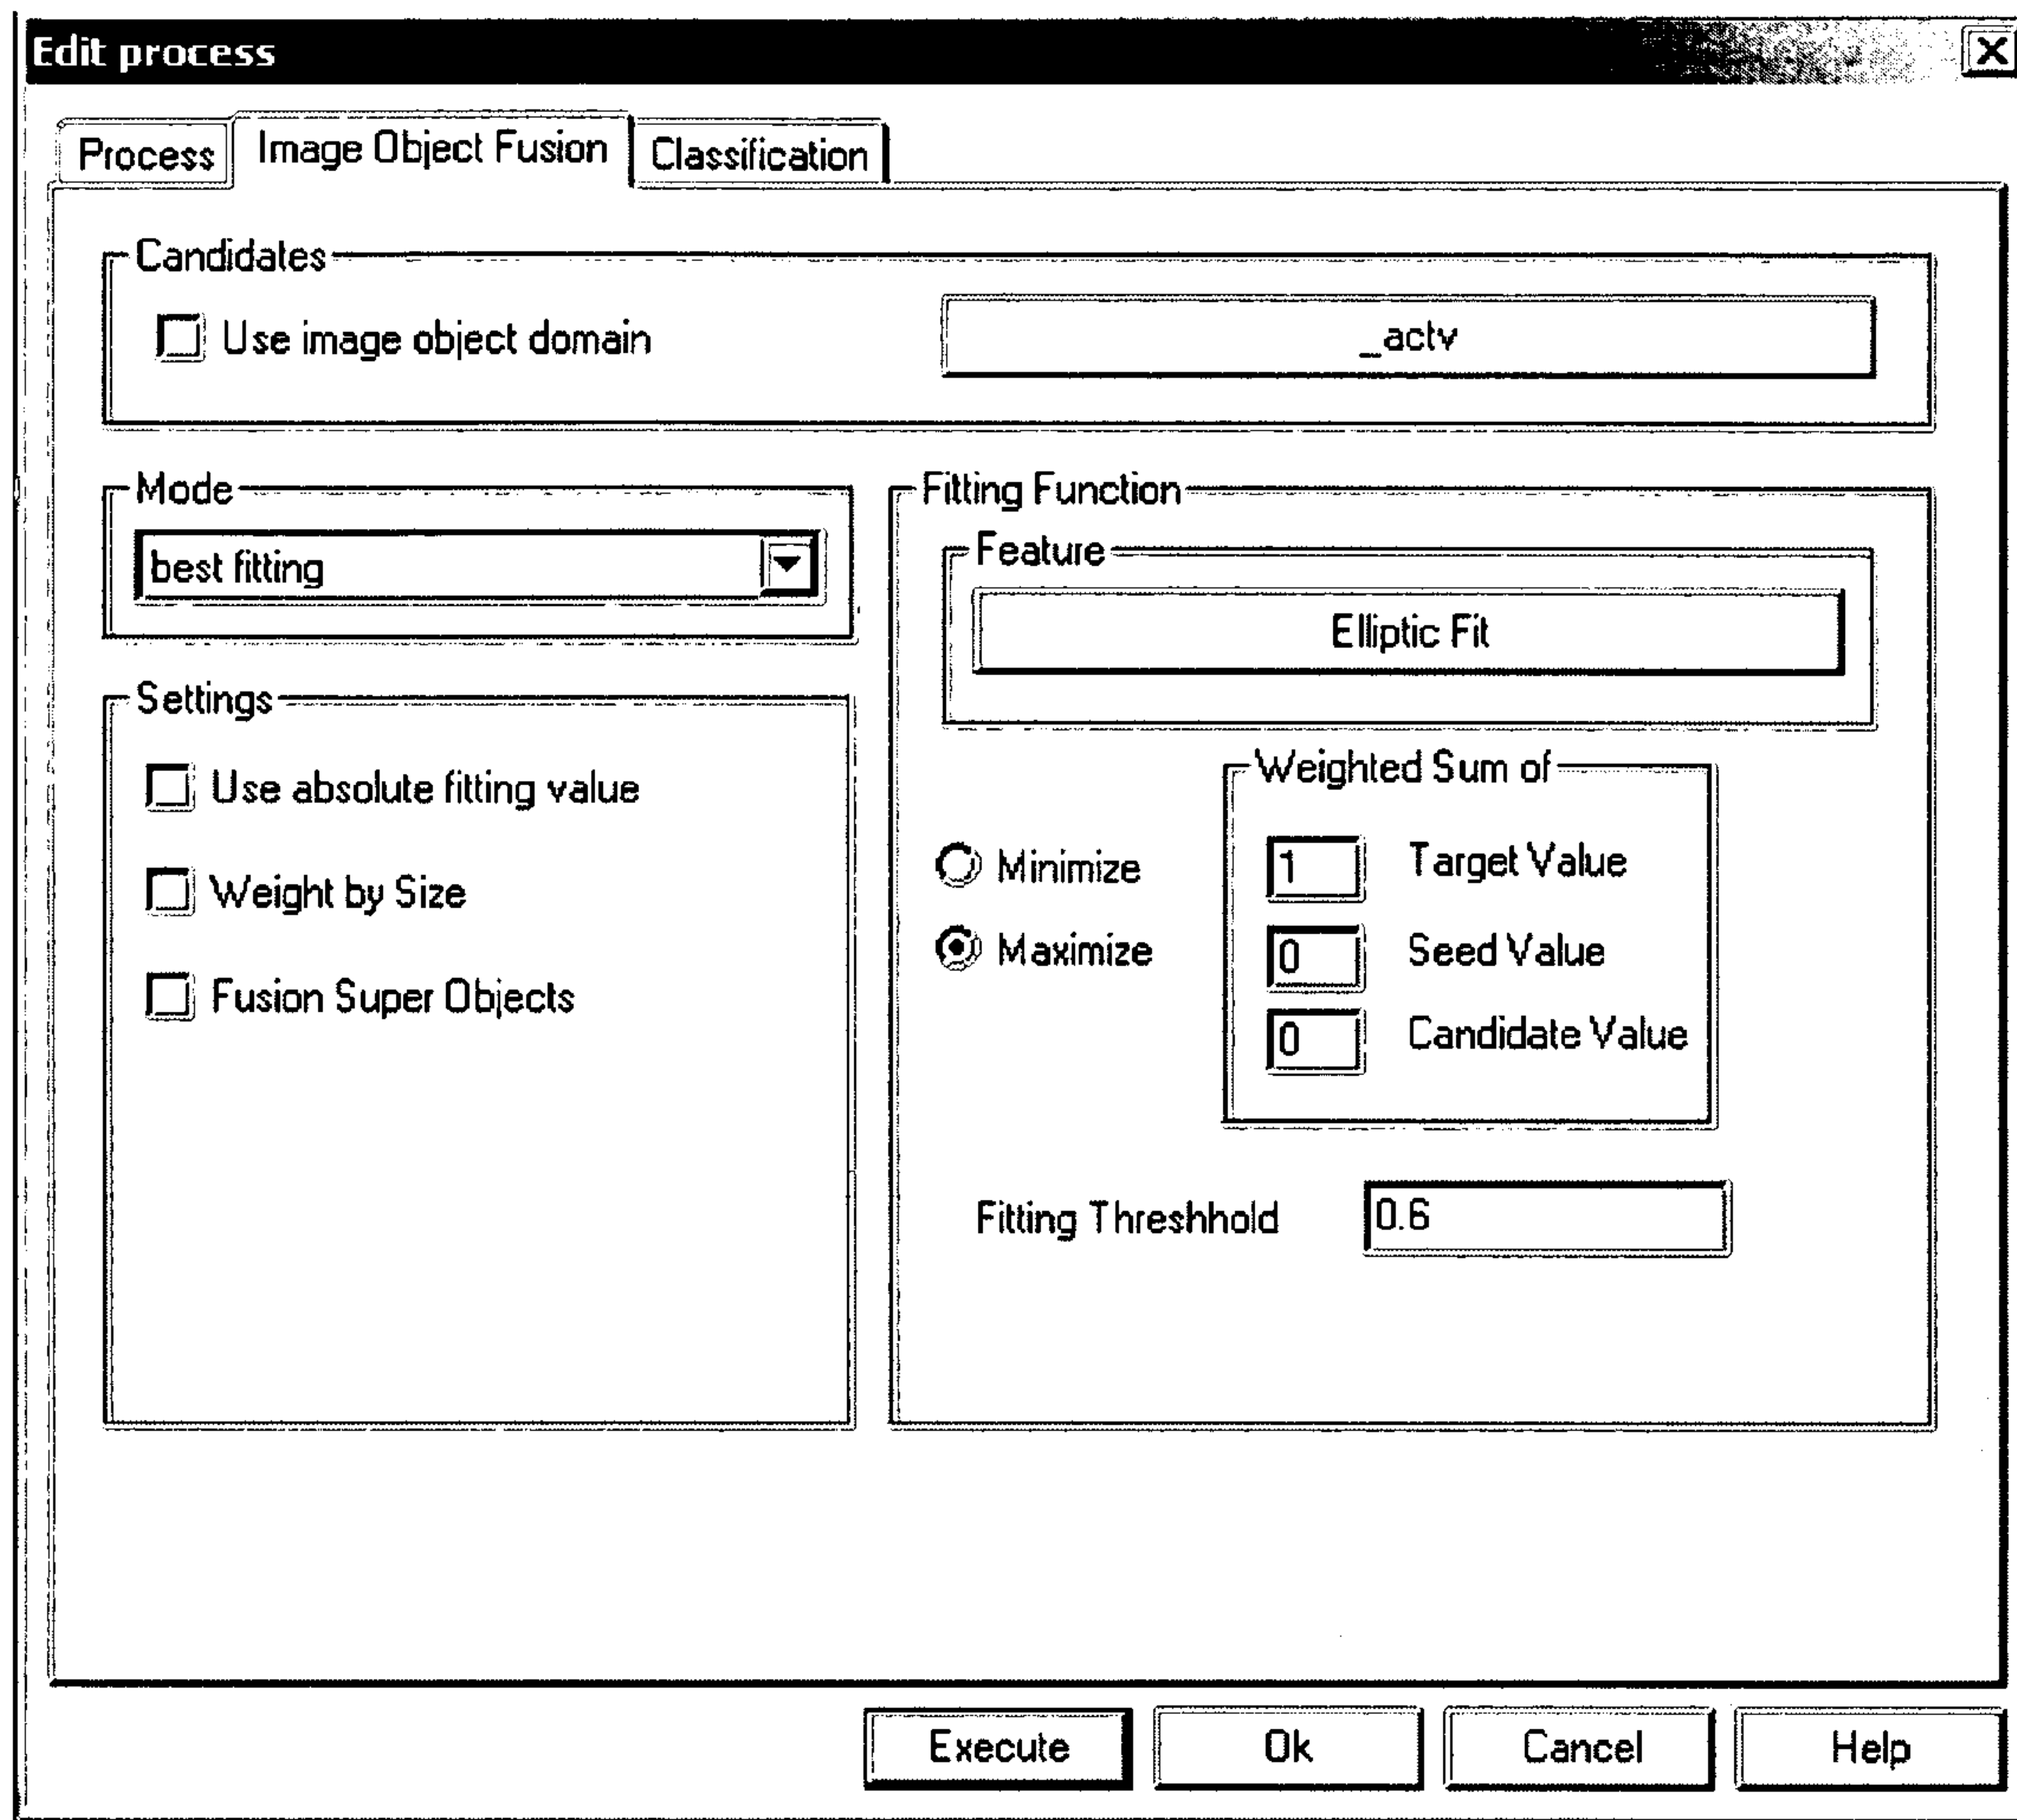 Edit process
Process Image Object Fusion Classification
Candidates
Use image object domain _actv
Mode
best fitting
Settings
Use absolute fitting value
Weight by Size
Fusion Super Objects
Fitting Function
Feature
Elliptic Fit
Minimize
Maximize
Weighted Sum of
1 Target Value
0 Seed Value
0 Candidate Value
Fitting Threshhold 0.6
Execute Ok Cancel Help